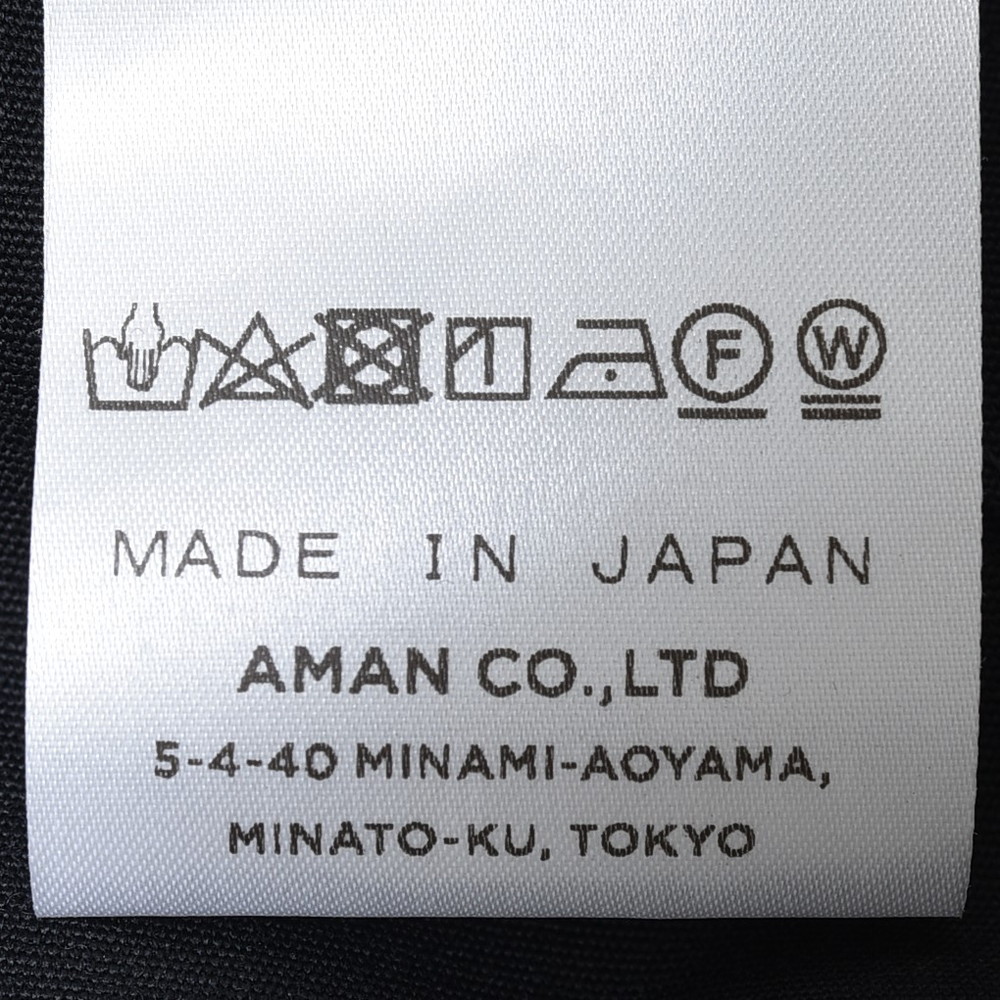 F W
MADE IN JAPAN
AMAN CO.,LTD
5-4-40 MINAMI-AOYAMA,
MINATO-KU, TOKYO